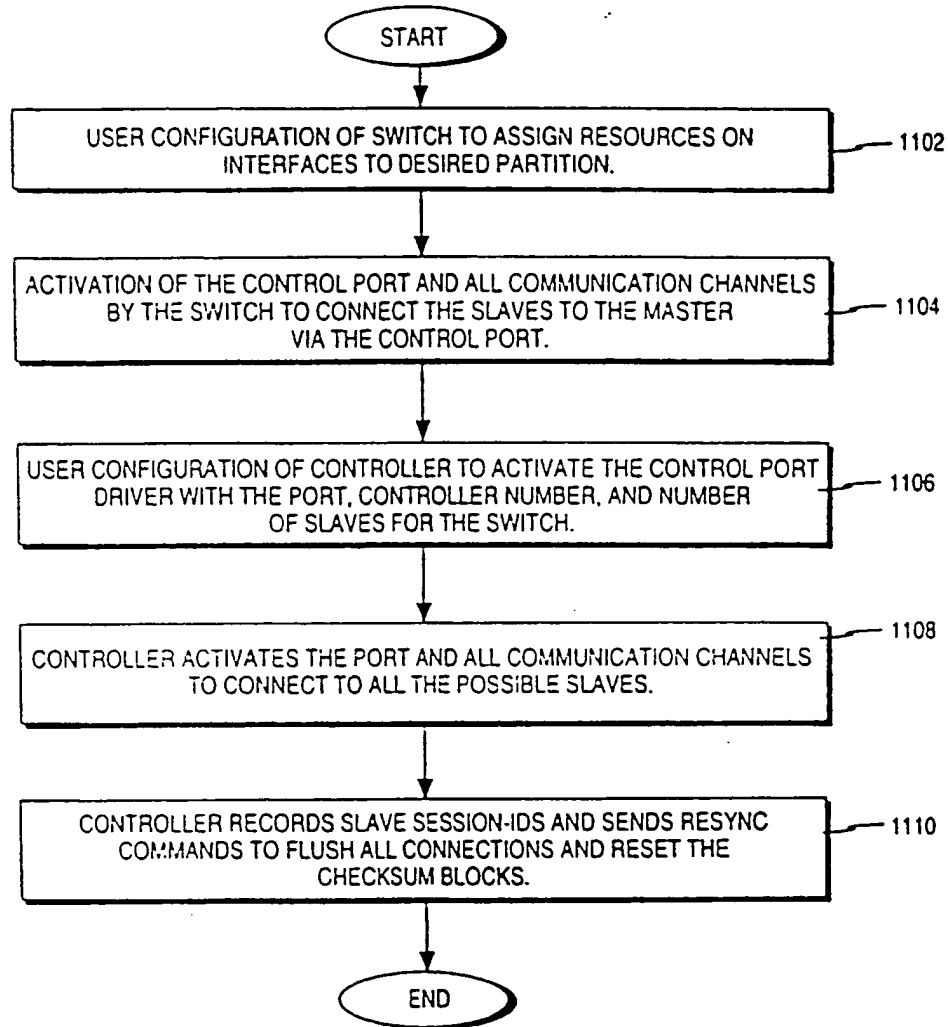 START
USER CONFIGURATION OF SWITCH TO ASSIGN RESOURCES ON
INTERFACES TO DESIRED PARTITION.
1102
ACTIVATION OF THE CONTROL PORT AND ALL COMMUNICATION CHANNELS
BY THE SWITCH TO CONNECT THE SLAVES TO THE MASTER
VIA THE CONTROL PORT.
1104
USER CONFIGURATION OF CONTROLLER TO ACTIVATE THE CONTROL PORT
DRIVER WITH THE PORT, CONTROLLER NUMBER, AND NUMBER
OF SLAVES FOR THE SWITCH.
1106
CONTROLLER ACTIVATES THE PORT AND ALL COMMUNICATION CHANNELS
TO CONNECT TO ALL THE POSSIBLE SLAVES.
1108
CONTROLLER RECORDS SLAVE SESSION-IDS AND SENDS RESYNC
COMMANDS TO FLUSH ALL CONNECTIONS AND RESET THE
CHECKSUM BLOCKS.
1110
END